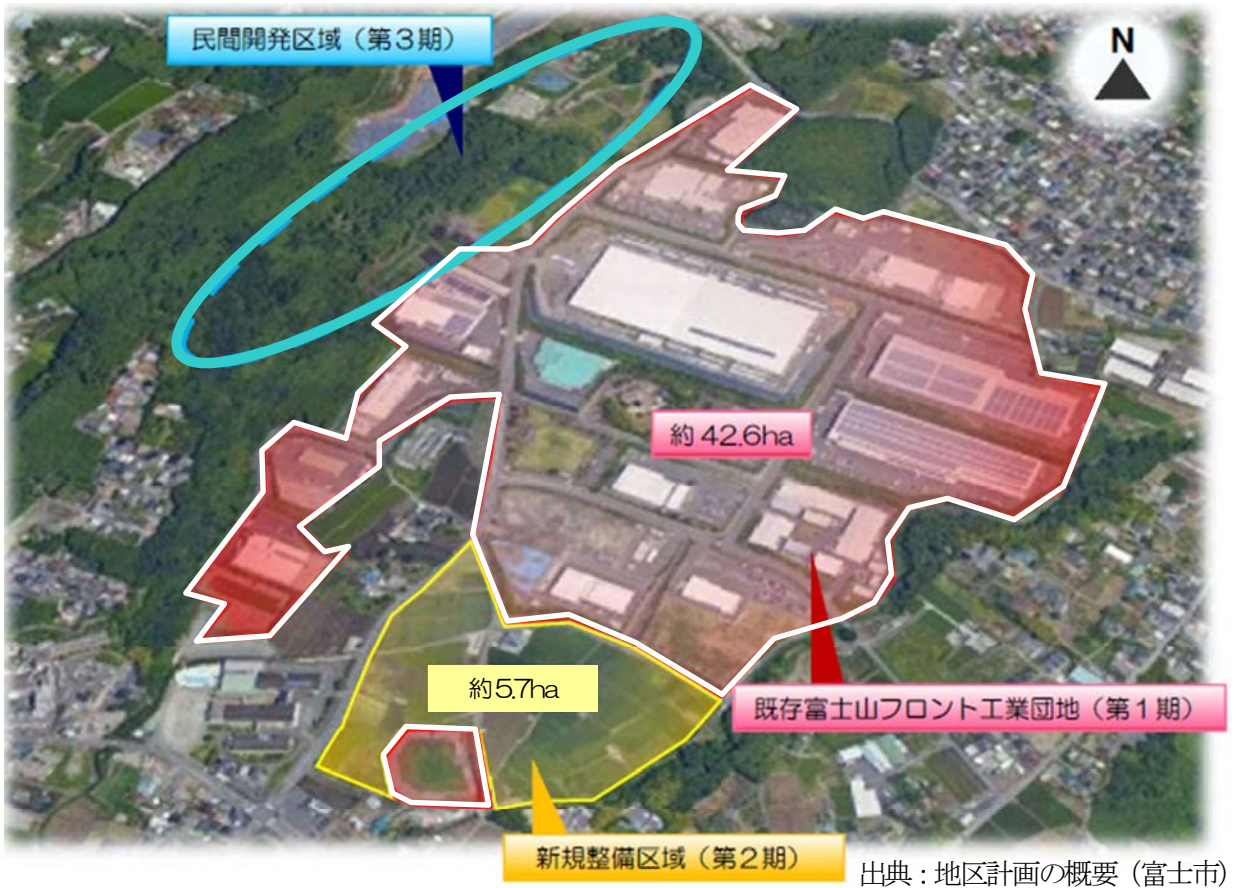 民間開発区域（第３期）
N
約42.6ha
約5.7ha
既存富士山フロント工業団地（第１期）
新規整備区域（第２期）
出典：地区計画の概要（富士市）